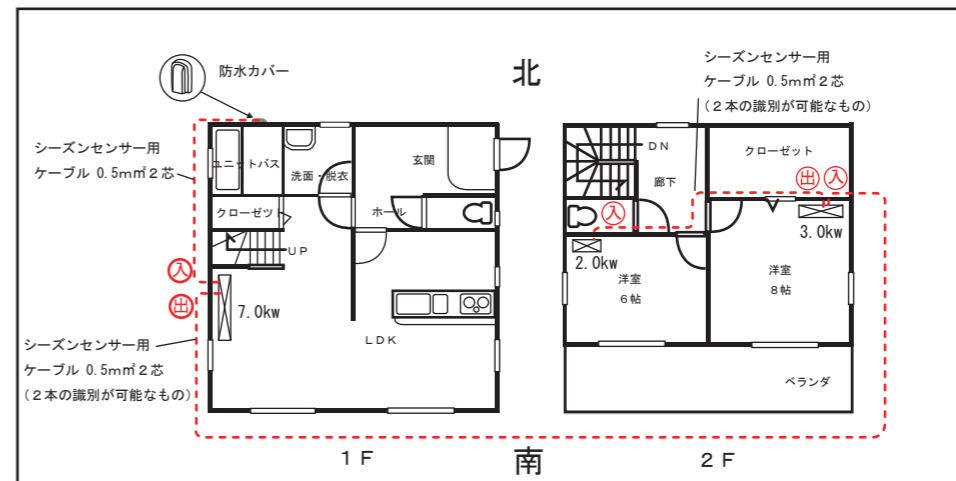 防水カバー
北
シーズンセンサー用
ケーブル 0.5mm²2芯
(2本の識別が可能なもの)
シーズンセンサー用
ケーブル 0.5mm²2芯
ユニットバス
洗面・脱衣
玄関
DN
クローゼット
廊下
クローゼット
ホール
UP
入
出
入
3.0kw
2.0kw
洋室
6帖
洋室
8帖
入
出
7.0kw
LDK
シーズンセンサー用
ケーブル 0.5mm²2芯
(2本の識別が可能なもの)
ベランダ
1F
南
2F